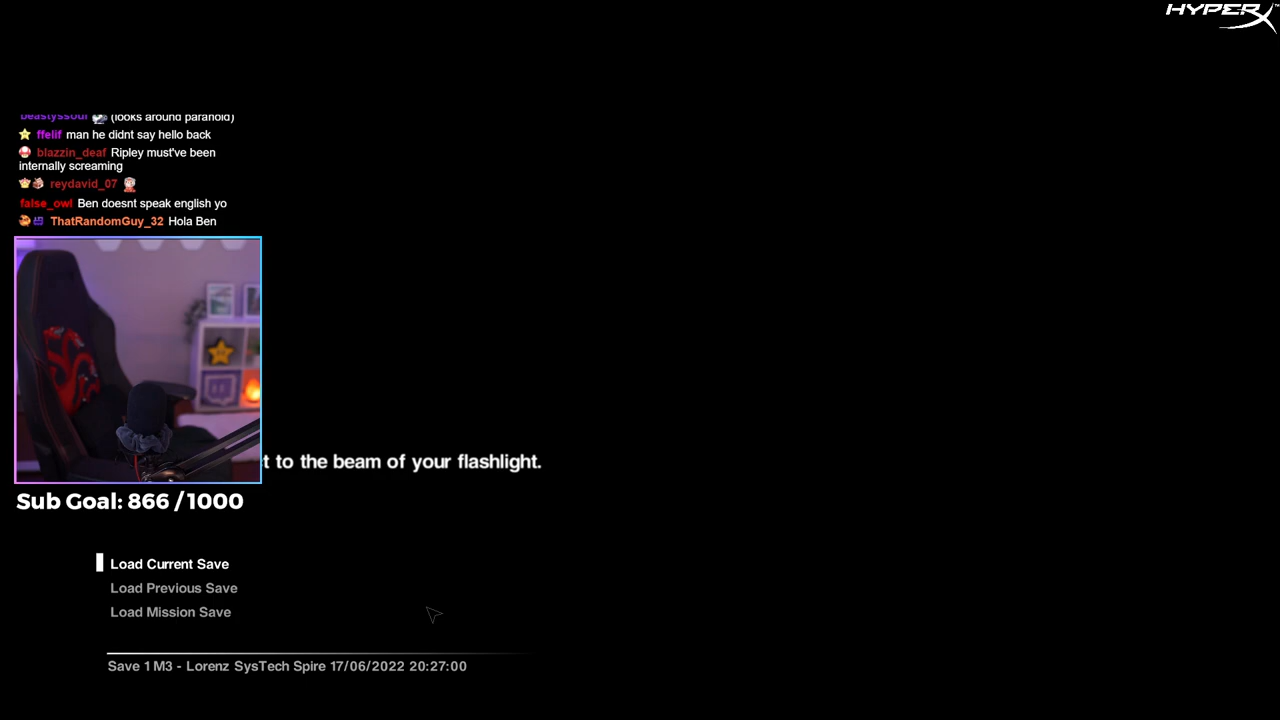 HYPERX
beastyssoul (looks around paranoid)
ffelif man he didnt say hello back
blazzin_deaf Ripley must've been
internally screaming
reydavid_07
false_owl Ben doesnt speak english yo
ThatRandomGuy_32 Hola Ben
t to the beam of your flashlight.
Sub Goal: 866 /1000
Load Current Save
Load Previous Save
Load Mission Save
Save 1 M3 - Lorenz SysTech Spire 17/06/2022 20:27:00